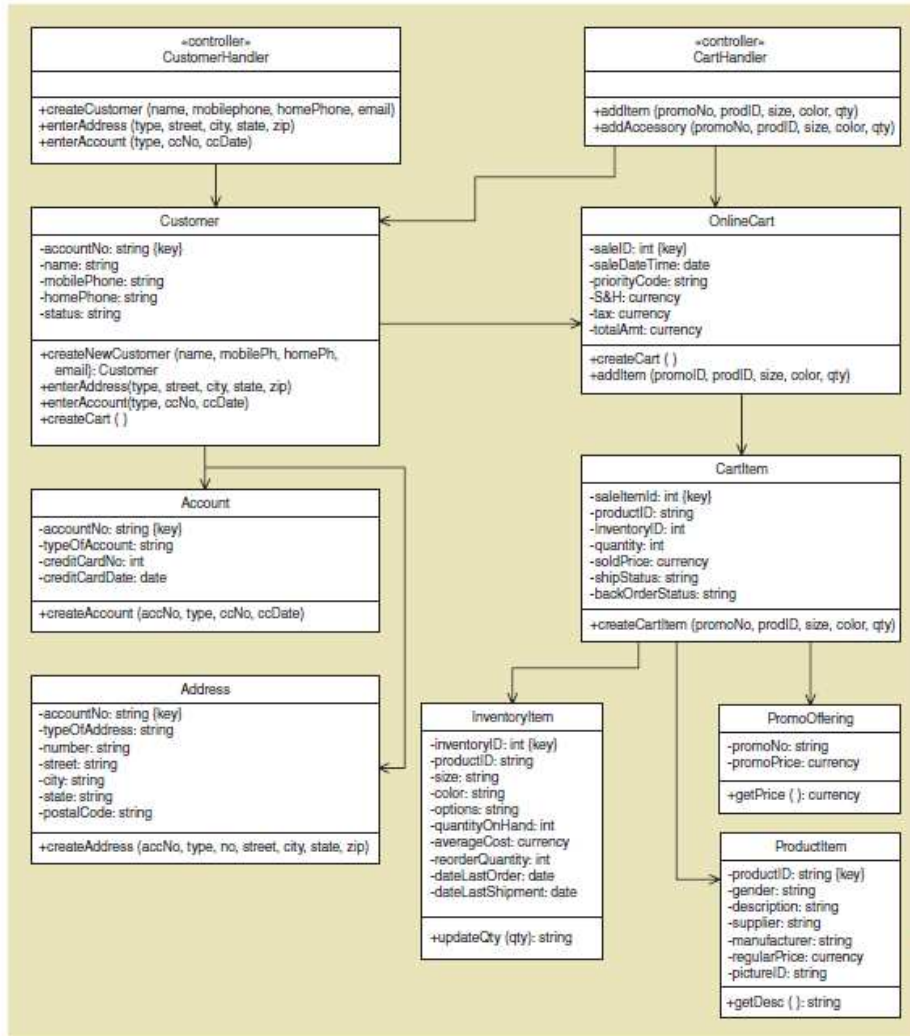 «controller»
CustomerHandler
+createCustomer (name, mobilephone, homePhone, email)
+enterAddress (type, street, city, state, zip)
+enterAccount (type, ccNo, ccDate)
«controller»
CartHandler
+addItem (promoNo, prodID, size, color, qty)
+addAccessory (promoNo, prodID, size, color, qty)
Customer
-accountNo: string {key}
-name: string
-mobilePhone: string
-homePhone: string
-status: string
+createNewCustomer (name, mobilePh, homePh,
email): Customer
+enterAddress(type, street, city, state, zip)
+enterAccount(type, ccNo, ccDate)
+createCart ( )
OnlineCart
-saleID: int {key}
-saleDateTime: date
-priorityCode: string
-S&H: currency
-tax: currency
-totalAmt: currency
+createCart ( )
+addItem (promoID, prodID, size, color, qty)
Account
-accountNo: string {key}
-typeOfAccount: string
-creditCardNo: int
-creditCardDate: date
+createAccount (accNo, type, ccNo, ccDate)
CartItem
-saleItemId: int {key}
-productID: string
-inventoryID: int
-quantity: int
-soldPrice: currency
-shipStatus: string
-backOrderStatus: string
+createCartItem (promoNo, prodID, size, color, qty)
Address
-accountNo: string {key}
-typeOfAddress: string
-number: string
-street: string
-city: string
-state: string
-postalCode: string
+createAddress (accNo, type, no, street, city, state, zip)
InventoryItem
-inventoryID: int {key}
-productID: string
-size: string
-color: string
-options: string
-quantityOnHand: int
-averageCost: currency
-reorderQuantity: int
-dateLastOrder: date
-dateLastShipment: date
+updateQty (qty): string
PromoOffering
-promoNo: string
-promoPrice: currency
+getPrice ( ): currency
ProductItem
-productID: string {key}
-gender: string
-description: string
-supplier: string
-manufacturer: string
-regularPrice: currency
-pictureID: string
+getDesc ( ): string